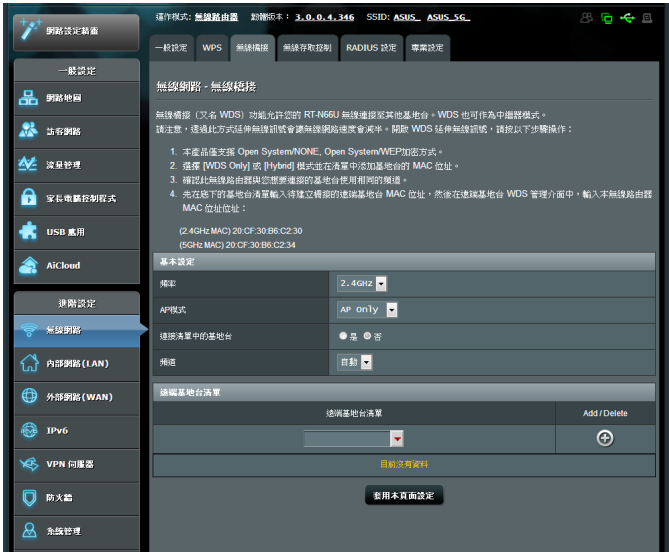 運作模式: 無線路由器 韌體版本: 3.0.0.4.346 SSID: ASUS_ ASUS_5G_
網路設定精靈
一般設定 WPS 無線橋接 無線存取控制 RADIUS 設定 專業設定
一般設定
網路地圖
訪客網路
流量管理
家長電腦控制程式
USB 應用
AiCloud
進階設定
無線網路
內部網路(LAN)
外部網路(WAN)
IPv6
VPN 伺服器
防火牆
系統管理
無線網路 - 無線橋接
無線橋接(又名 WDS)功能允許您的 RT-N66U 無線連接至其他基地台。WDS 也可作為中繼器模式。
請注意,透過此方式延伸無線訊號會讓無線網路速度會減半。開啟 WDS 延伸無線訊號,請按以下步驟操作:
1. 本產品僅支援 Open System/NONE, Open System/WEP加密方式。
2. 選擇 [WDS Only] 或 [Hybrid] 模式並在清單中添加基地台的 MAC 位址。
3. 確認此無線路由器與您想要連接的基地台使用相同的頻道。
4. 先在底下的基地台清單輸入待建立橋接的遠端基地台 MAC 位址,然後在遠端基地台 WDS 管理介面中,輸入本無線路由器
MAC 位址位址:
(2.4GHz MAC) 20:CF:30:B6:C2:30
(5GHz MAC) 20:CF:30:B6:C2:34
基本設定
頻率 2.4GHz
AP模式 AP Only
連接清單中的基地台 是 否
頻道 自動
遠端基地台清單
遠端基地台清單 Add / Delete
目前沒有資料
套用本頁面設定